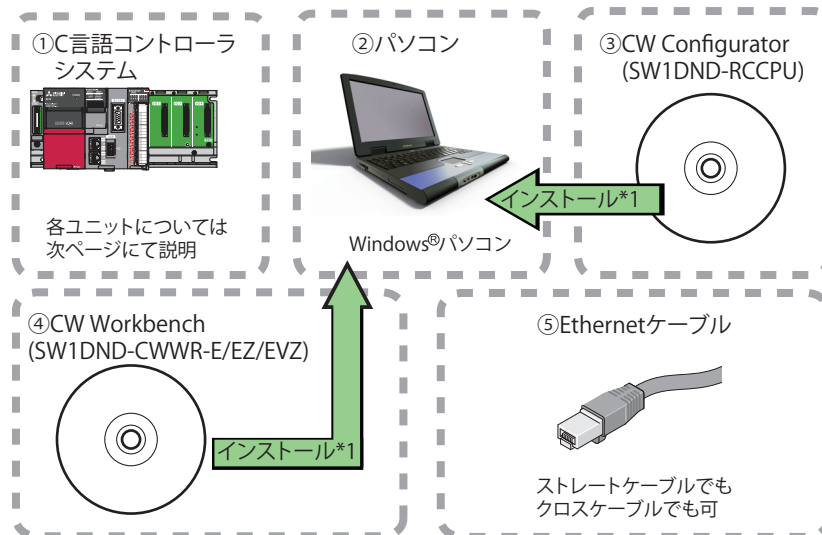 ①C言語コントローラ
システム
各ユニットについては
次ページにて説明
②パソコン
Windows®パソコン
③CW Configurator
(SW1DND-RCCPU)
インストール*1
④CW Workbench
(SW1DND-CWWR-E/EZ/EVZ)
インストール*1
⑤Ethernetケーブル
ストレートケーブルでも
クロスケーブルでも可